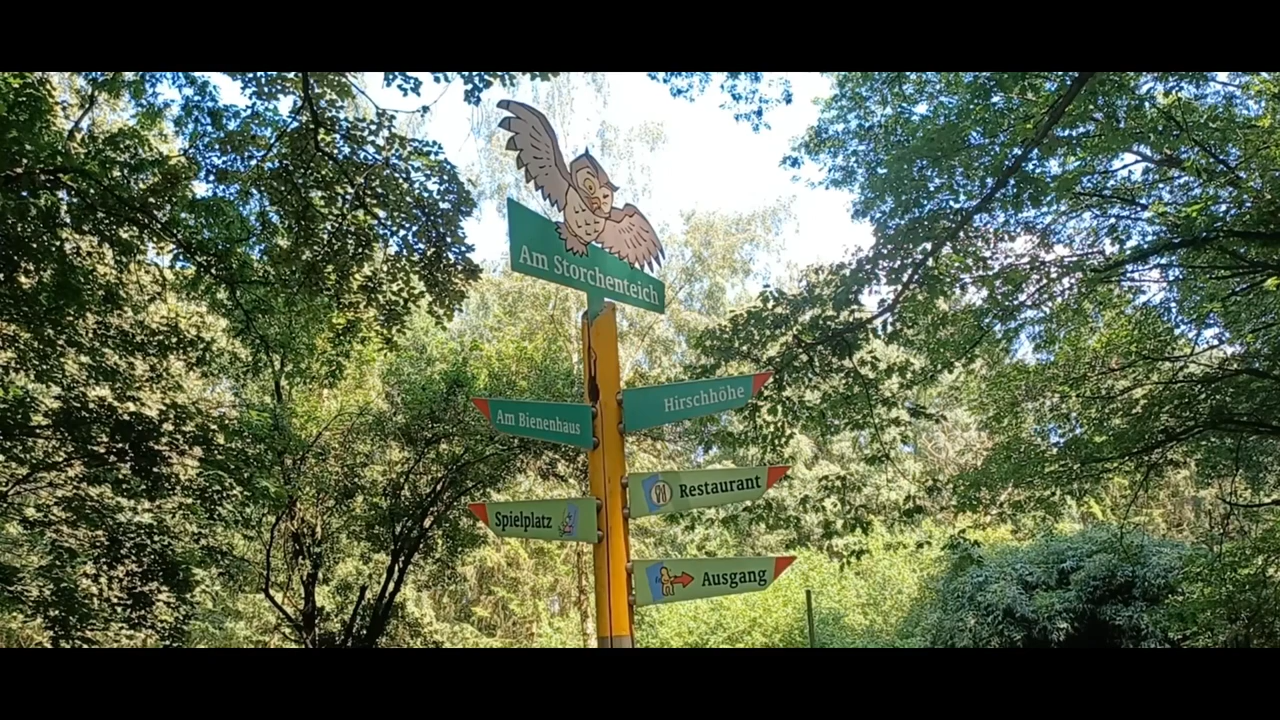 Am Storchenteich
Hirschhöhe
Am Bienenhaus
Restaurant
Spielplatz
Ausgang